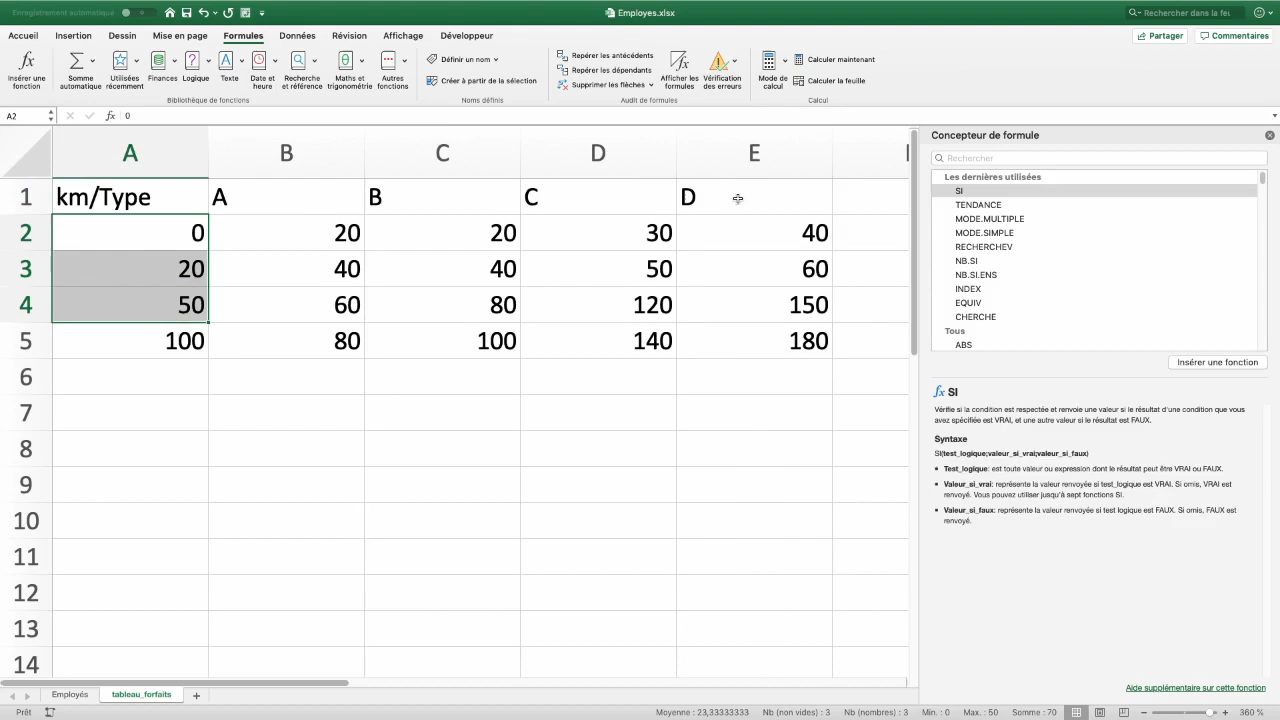 Enregistrement automatique
Employes.xlsx
Rechercher dans la feu
Accueil Insertion Dessin Mise en page Formules Données Révision Affichage Développeur
Partager Commentaires
Insérer une fonction
Somme automatique
Utilisées récemment
Finances
Logique
Texte
Date et heure
Recherche et référence
Maths et trigonométrie
Autres fonctions
Bibliothèque de fonctions
Définir un nom
Créer à partir de la sélection
Noms définis
Repérer les antécédents
Repérer les dépendants
Supprimer les flèches
Afficher les formules
Vérification des erreurs
Audit de formules
Mode de calcul
Calculer maintenant
Calculer la feuille
Calcul
A2 fx 0
A B C D E
1 km/Type A B C D
2 0 20 20 30 40
3 20 40 40 50 60
4 50 60 80 120 150
5 100 80 100 140 180
6
7
8
9
10
11
12
13
14
Concepteur de formule
Rechercher
Les dernières utilisées
SI
TENDANCE
MODE.MULTIPLE
MODE.SIMPLE
RECHERCHEV
NB.SI
NB.SI.ENS
INDEX
EQUIV
CHERCHE
Tous
ABS
Insérer une fonction
fx SI
Vérifie si la condition est respectée et renvoie une valeur si le résultat d'une condition que vous
avez spécifiée est VRAI, et une autre valeur si le résultat est FAUX.
Syntaxe
SI(test_logique;valeur_si_vrai;valeur_si_faux)
• Test_logique: est toute valeur ou expression dont le résultat peut être VRAI ou FAUX.
• Valeur_si_vrai: représente la valeur renvoyée si test_logique est VRAI. Si omis, VRAI est
renvoyé. Vous pouvez utiliser jusqu'à sept fonctions SI.
• Valeur_si_faux: représente la valeur renvoyée si test logique est FAUX. Si omis, FAUX est
renvoyé.
Aide supplémentaire sur cette fonction
Employés tableau_forfaits
Prêt Moyenne : 23,33333333 Nb (non vides) : 3 Nb (nombres) : 3 Min. : 0 Max. : 50 Somme : 70 360 %